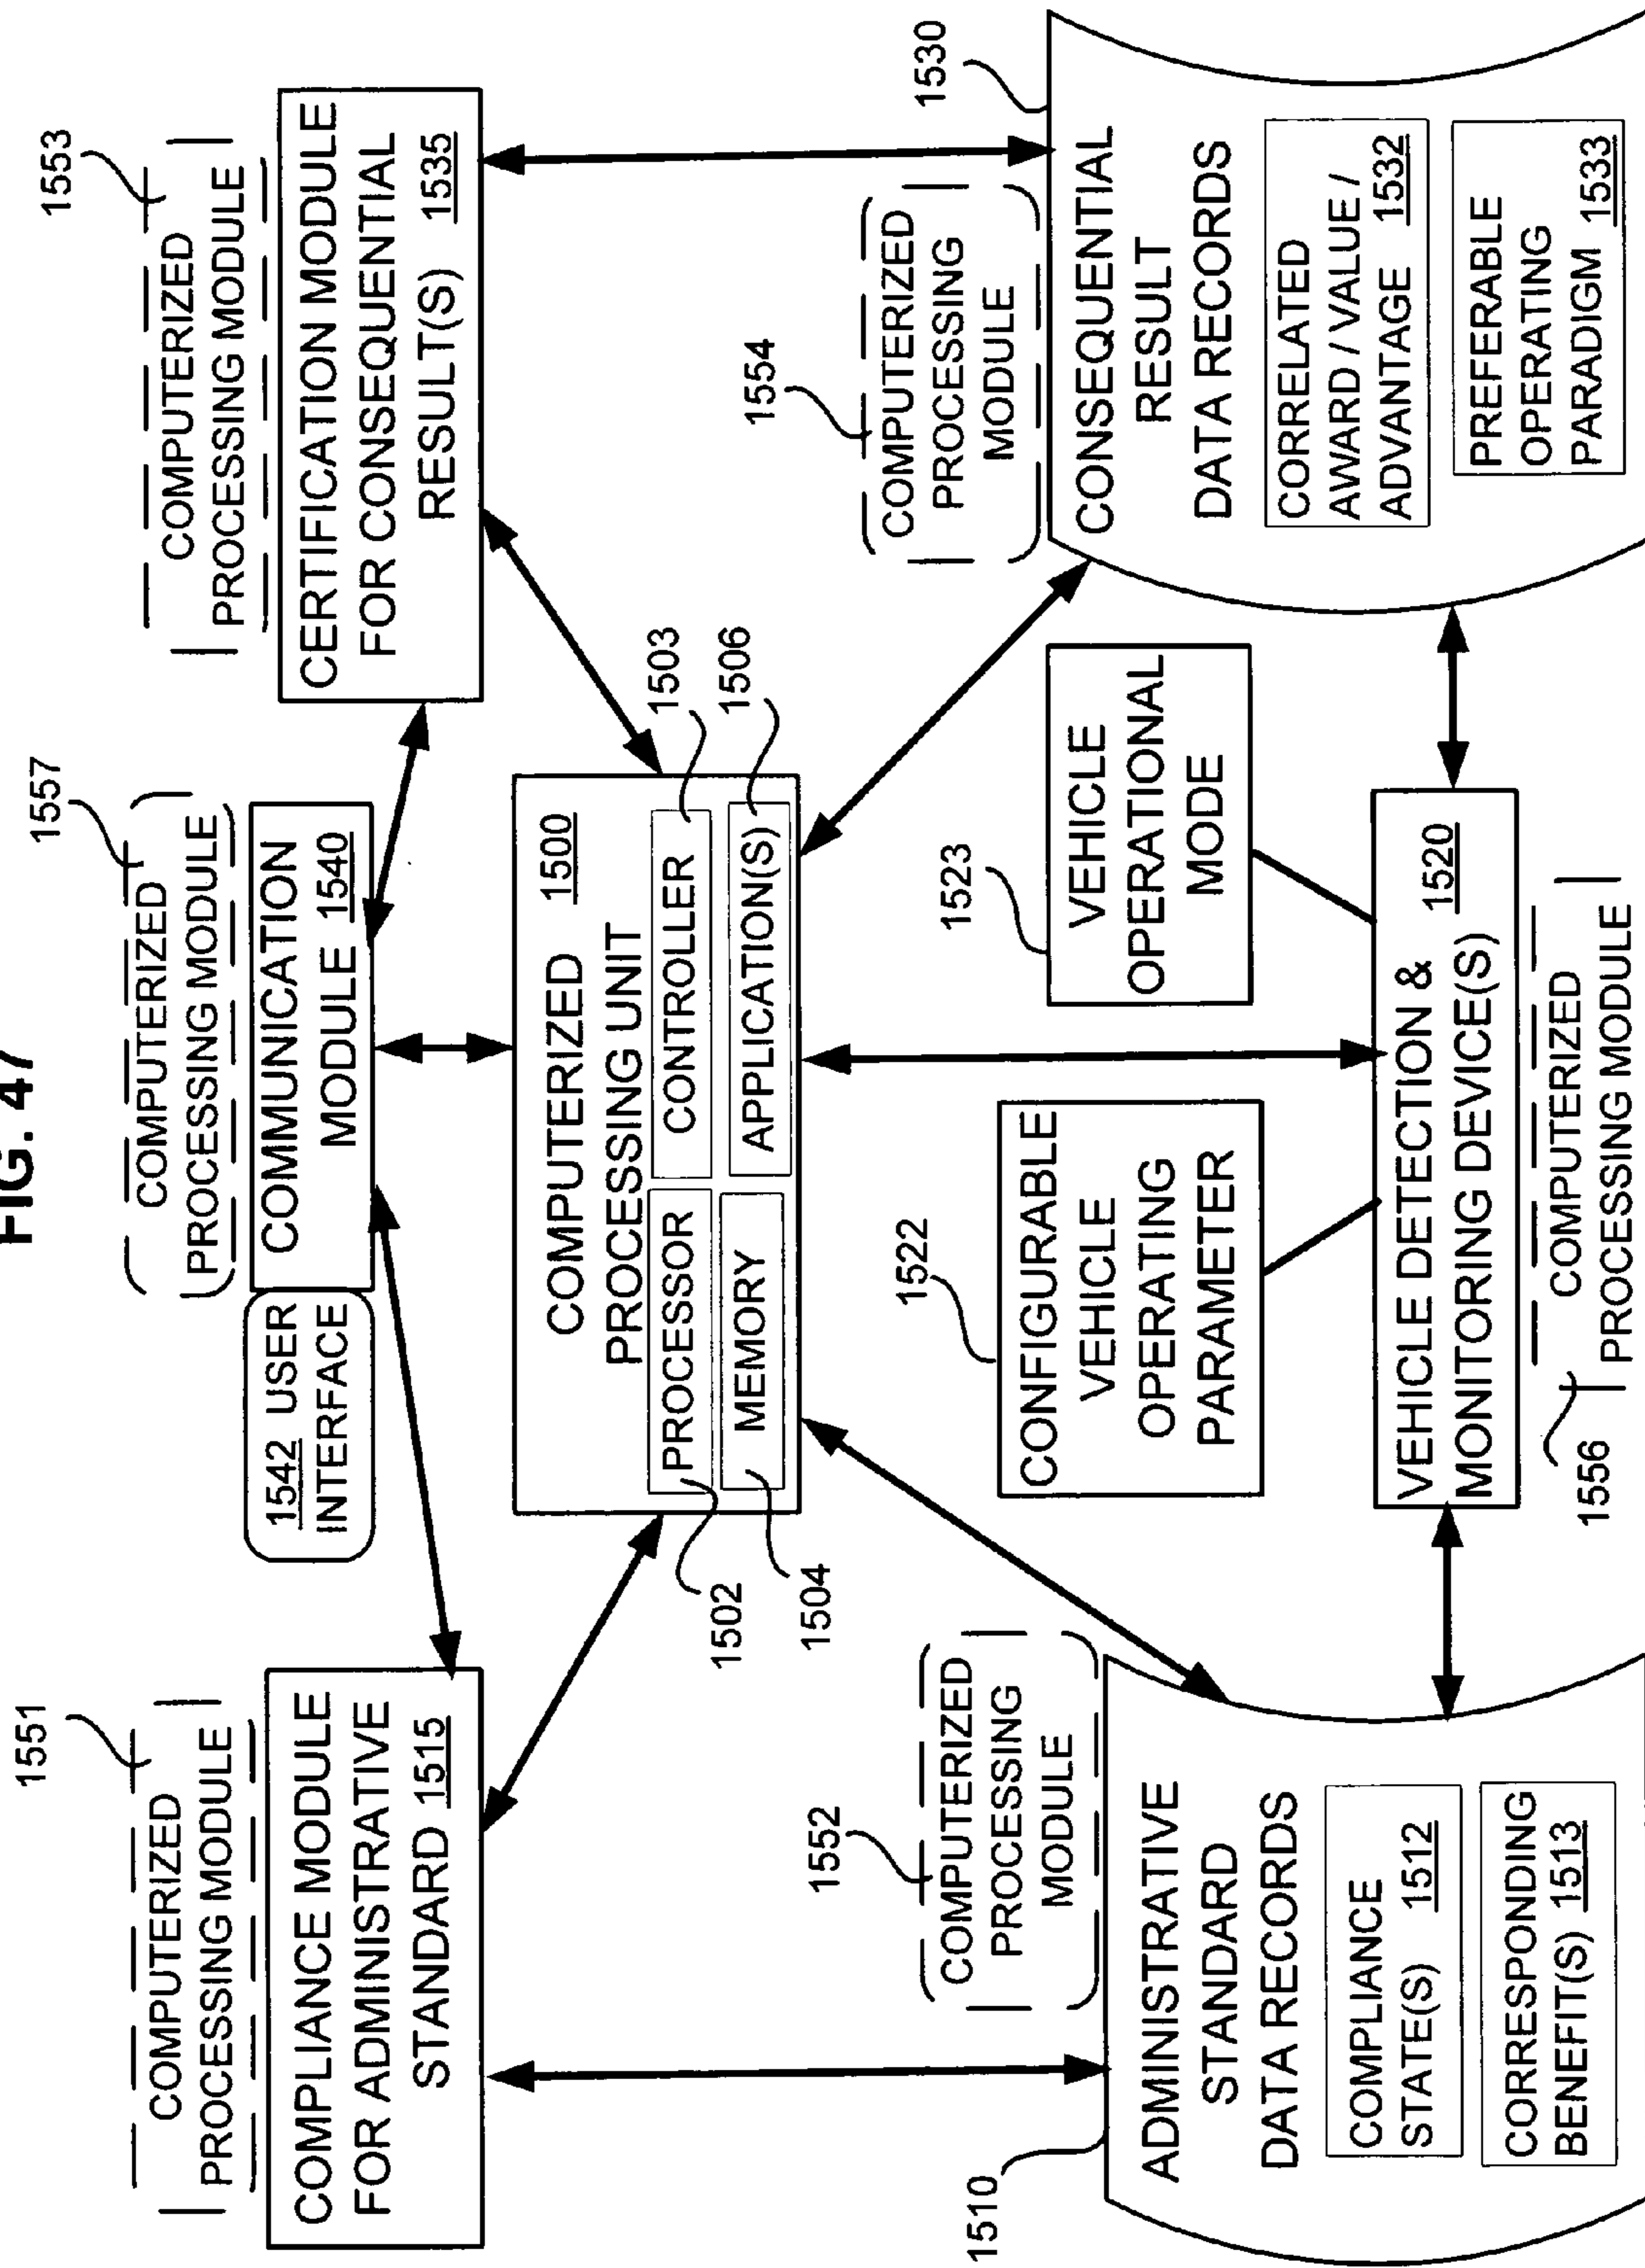 FIG. 47
1551
COMPUTERIZED
PROCESSING MODULE
COMPLIANCE MODULE
FOR ADMINISTRATIVE
STANDARD 1515
1557
COMPUTERIZED
PROCESSING MODULE
1542 USER
INTERFACE
COMMUNICATION
MODULE 1540
1553
COMPUTERIZED
PROCESSING MODULE
CERTIFICATION MODULE
FOR CONSEQUENTIAL
RESULT(S) 1535
COMPUTERIZED 1500
PROCESSING UNIT
PROCESSOR
CONTROLLER
MEMORY
APPLICATION(S)
1502
1504
1503
1506
1552
COMPUTERIZED
PROCESSING
MODULE
1510
ADMINISTRATIVE
STANDARD
DATA RECORDS
COMPLIANCE
STATE(S) 1512
CORRESPONDING
BENEFIT(S) 1513
1522
CONFIGURABLE
VEHICLE
OPERATING
PARAMETER
1523
VEHICLE
OPERATIONAL
MODE
VEHICLE DETECTION &
MONITORING DEVICE(S) 1520
1556
COMPUTERIZED
PROCESSING MODULE
1554
COMPUTERIZED
PROCESSING
MODULE
1530
CONSEQUENTIAL
RESULT
DATA RECORDS
CORRELATED
AWARD / VALUE /
ADVANTAGE 1532
PREFERABLE
OPERATING
PARADIGM 1533